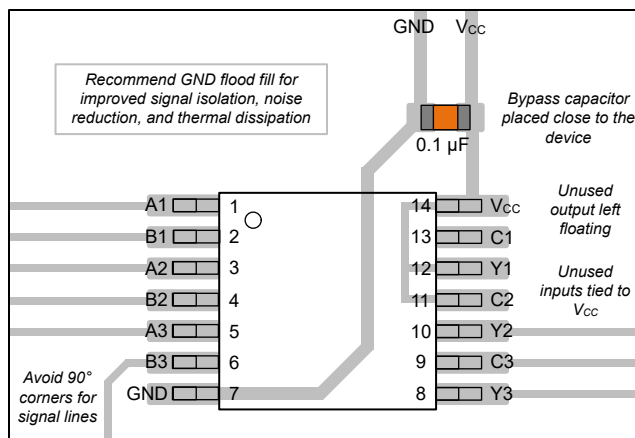 GND
VCC
Recommend GND flood fill for
improved signal isolation, noise
reduction, and thermal dissipation
Bypass capacitor
placed close to the
device
0.1 µF
A1
1
14
VCC
Unused
output left
floating
B1
2
13
C1
A2
3
12
Y1
Unused
inputs tied to
VCC
B2
4
11
C2
A3
5
10
Y2
B3
6
9
C3
GND
7
8
Y3
Avoid 90°
corners for
signal lines